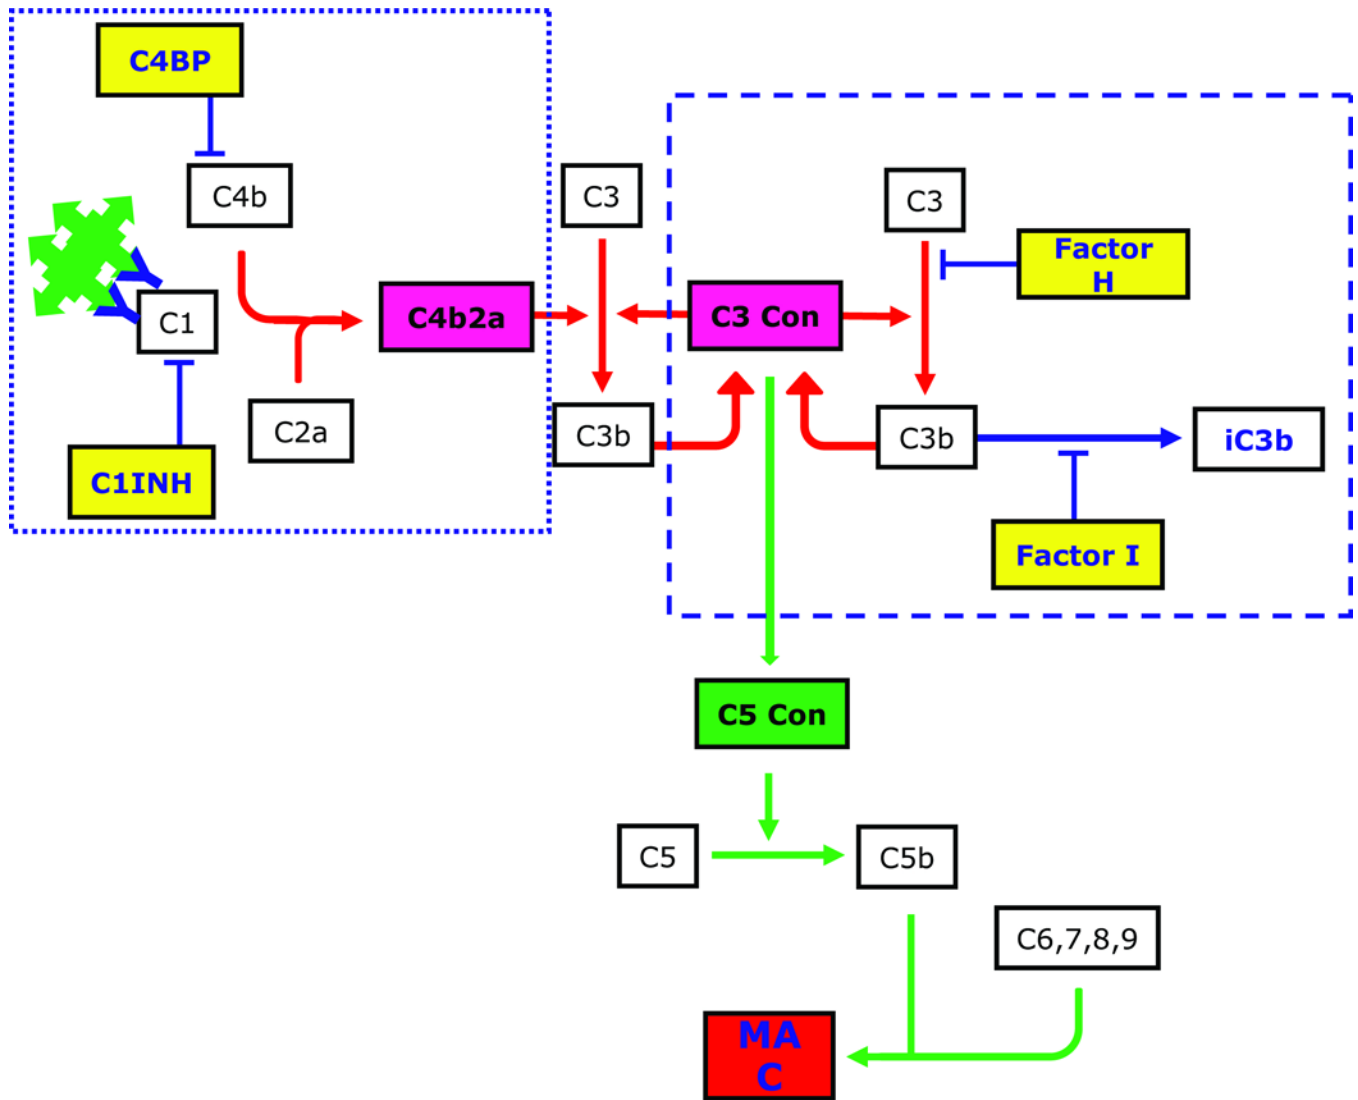 C4BP
C4b
C3
C3
Factor
H
C1
C4b2a
C3 Con
C2a
C3b
C3b
iC3b
C1INH
Factor I
C5 Con
C5
C5b
C6,7,8,9
MA
C